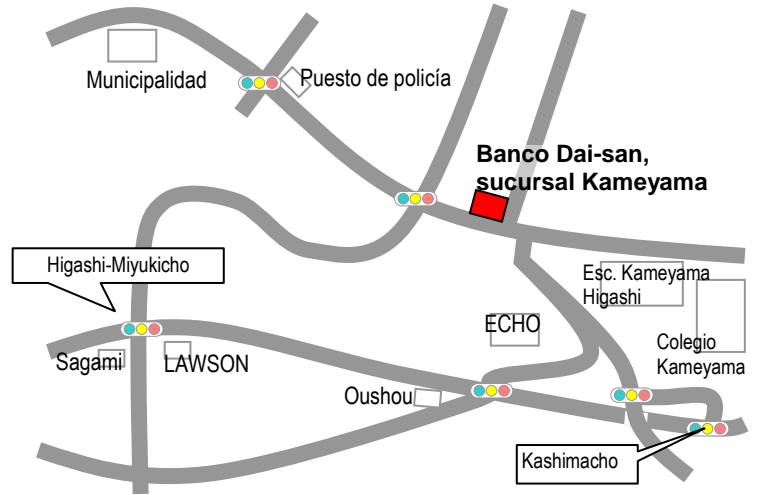 Municipalidad
Puesto de policía
Banco Dai-san,
sucursal Kameyama
Higashi-Miyukicho
Esc. Kameyama
Higashi
ECHO
Colegio
Kameyama
Sagami
LAWSON
Oushou
Kashimacho